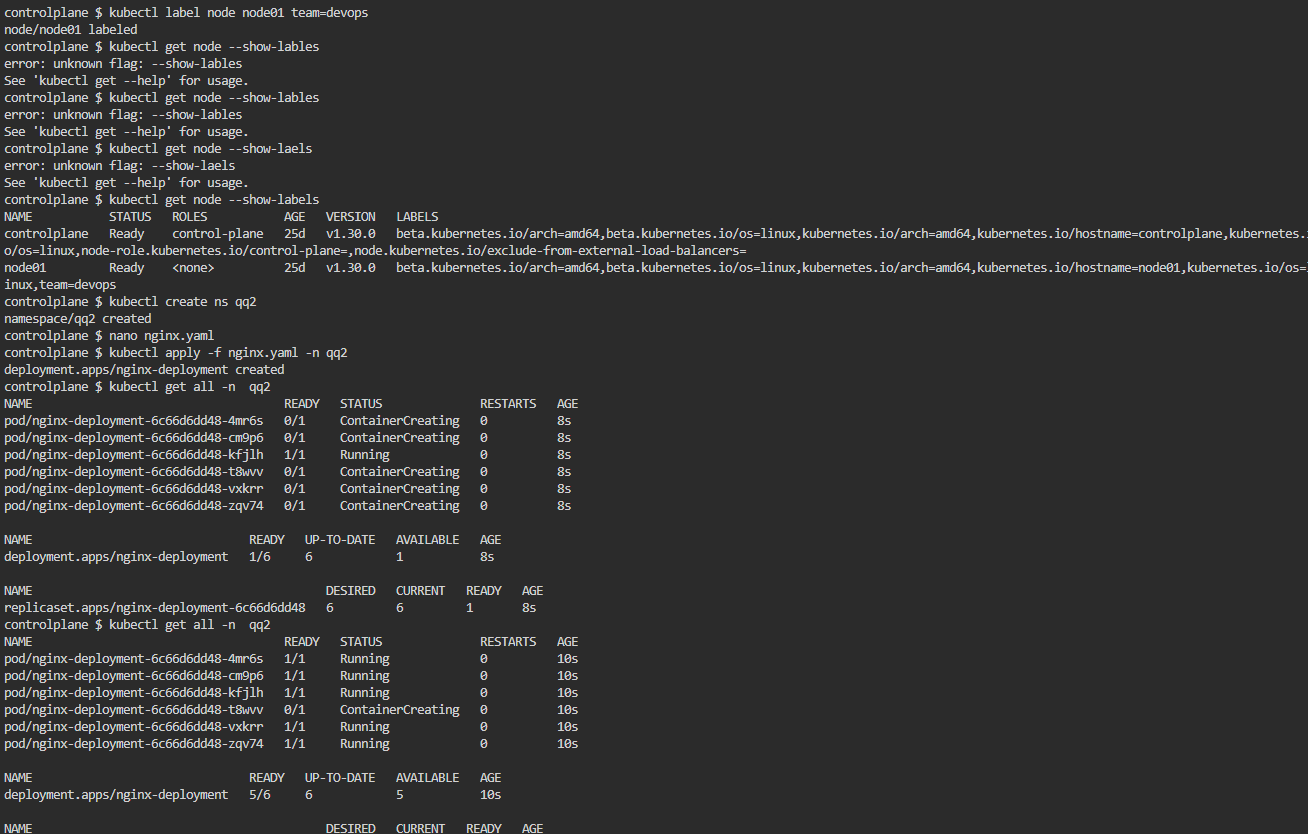 controlplane $ kubectl label node node01 team=devops
node/node01 labeled
controlplane $ kubectl get node --show-lables
error: unknown flag: --show-lables
See 'kubectl get --help' for usage.
controlplane $ kubectl get node --show-lables
error: unknown flag: --show-lables
See 'kubectl get --help' for usage.
controlplane $ kubectl get node --show-laels
error: unknown flag: --show-laels
See 'kubectl get --help' for usage.
controlplane $ kubectl get node --show-labels
NAME           STATUS   ROLES           AGE   VERSION   LABELS
controlplane   Ready    control-plane   25d   v1.30.0   beta.kubernetes.io/arch=amd64,beta.kubernetes.io/os=linux,kubernetes.io/arch=amd64,kubernetes.io/hostname=controlplane,kubernetes.i
o/os=linux,node-role.kubernetes.io/control-plane=,node.kubernetes.io/exclude-from-external-load-balancers=
node01         Ready    <none>          25d   v1.30.0   beta.kubernetes.io/arch=amd64,beta.kubernetes.io/os=linux,kubernetes.io/arch=amd64,kubernetes.io/hostname=node01,kubernetes.io/os=l
inux,team=devops
controlplane $ kubectl create ns qq2
namespace/qq2 created
controlplane $ nano nginx.yaml
controlplane $ kubectl apply -f nginx.yaml -n qq2
deployment.apps/nginx-deployment created
controlplane $ kubectl get all -n  qq2
NAME                                    READY   STATUS              RESTARTS   AGE
pod/nginx-deployment-6c66d6dd48-4mr6s   0/1     ContainerCreating   0          8s
pod/nginx-deployment-6c66d6dd48-cm9p6   0/1     ContainerCreating   0          8s
pod/nginx-deployment-6c66d6dd48-kfjlh   1/1     Running             0          8s
pod/nginx-deployment-6c66d6dd48-t8wvv   0/1     ContainerCreating   0          8s
pod/nginx-deployment-6c66d6dd48-vxkrr   0/1     ContainerCreating   0          8s
pod/nginx-deployment-6c66d6dd48-zqv74   0/1     ContainerCreating   0          8s
NAME                               READY   UP-TO-DATE   AVAILABLE   AGE
deployment.apps/nginx-deployment   1/6     6            1           8s
NAME                                          DESIRED   CURRENT   READY   AGE
replicaset.apps/nginx-deployment-6c66d6dd48   6         6         1       8s
controlplane $ kubectl get all -n  qq2
NAME                                    READY   STATUS              RESTARTS   AGE
pod/nginx-deployment-6c66d6dd48-4mr6s   1/1     Running             0          10s
pod/nginx-deployment-6c66d6dd48-cm9p6   1/1     Running             0          10s
pod/nginx-deployment-6c66d6dd48-kfjlh   1/1     Running             0          10s
pod/nginx-deployment-6c66d6dd48-t8wvv   0/1     ContainerCreating   0          10s
pod/nginx-deployment-6c66d6dd48-vxkrr   1/1     Running             0          10s
pod/nginx-deployment-6c66d6dd48-zqv74   1/1     Running             0          10s
NAME                               READY   UP-TO-DATE   AVAILABLE   AGE
deployment.apps/nginx-deployment   5/6     6            5           10s
NAME                                          DESIRED   CURRENT   READY   AGE